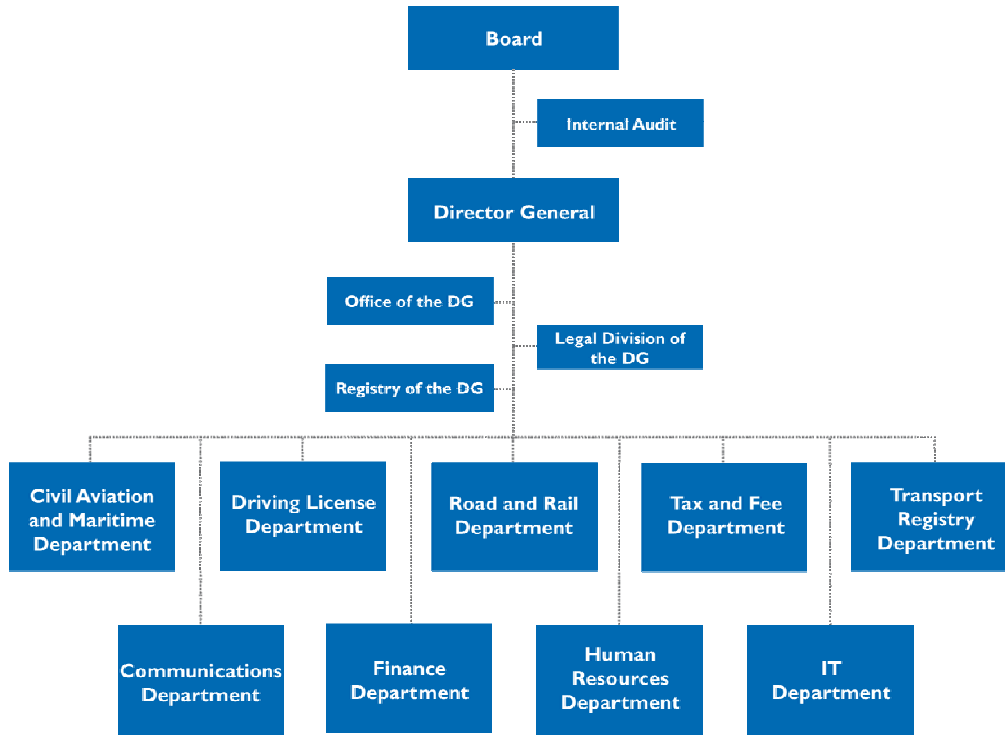 Board
Internal Audit
Director General
Office of the DG
Legal Division of
the DG
Registry of the DG
Civil Aviation
and Maritime
Department
Driving License
Department
Road and Rail
Department
Tax and Fee
Department
Transport
Registry
Department
Communications
Department
Finance
Department
Human
Resources
Department
IT
Department